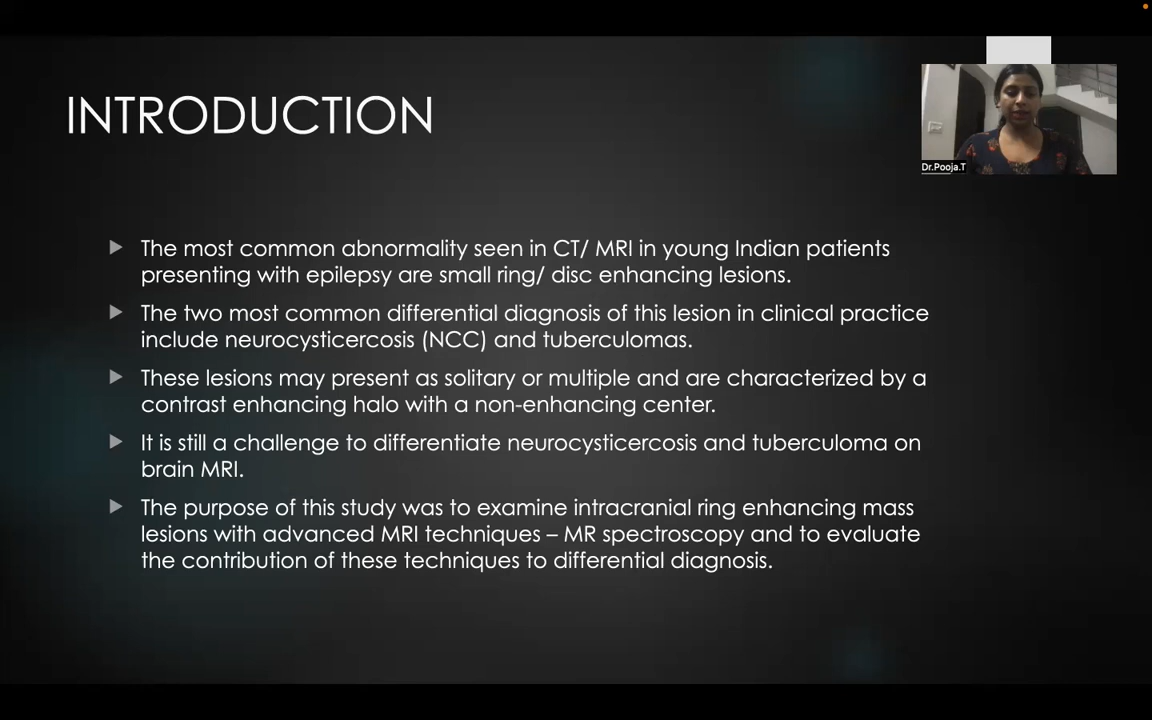 INTRODUCTION
Dr.Pooja.T
The most common abnormality seen in CT/ MRI in young Indian patients
presenting with epilepsy are small ring/ disc enhancing lesions.
The two most common differential diagnosis of this lesion in clinical practice
include neurocysticercosis (NCC) and tuberculomas.
These lesions may present as solitary or multiple and are characterized by a
contrast enhancing halo with a non-enhancing center.
It is still a challenge to differentiate neurocysticercosis and tuberculoma on
brain MRI.
The purpose of this study was to examine intracranial ring enhancing mass
lesions with advanced MRI techniques – MR spectroscopy and to evaluate
the contribution of these techniques to differential diagnosis.